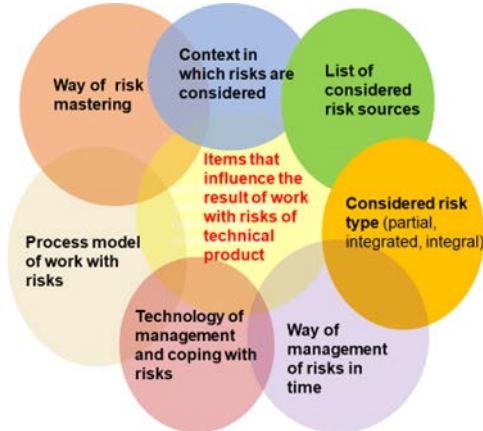 Way of risk
mastering
Context in
which risks are
considered
List of
considered
risk sources
Items that
influence the
result of work
with risks of
technical
product
Considered risk
type (partial,
integrated, integral)
Process model
of work with
risks
Technology of
management
and coping with
risks
Way of
management
of risks in
time